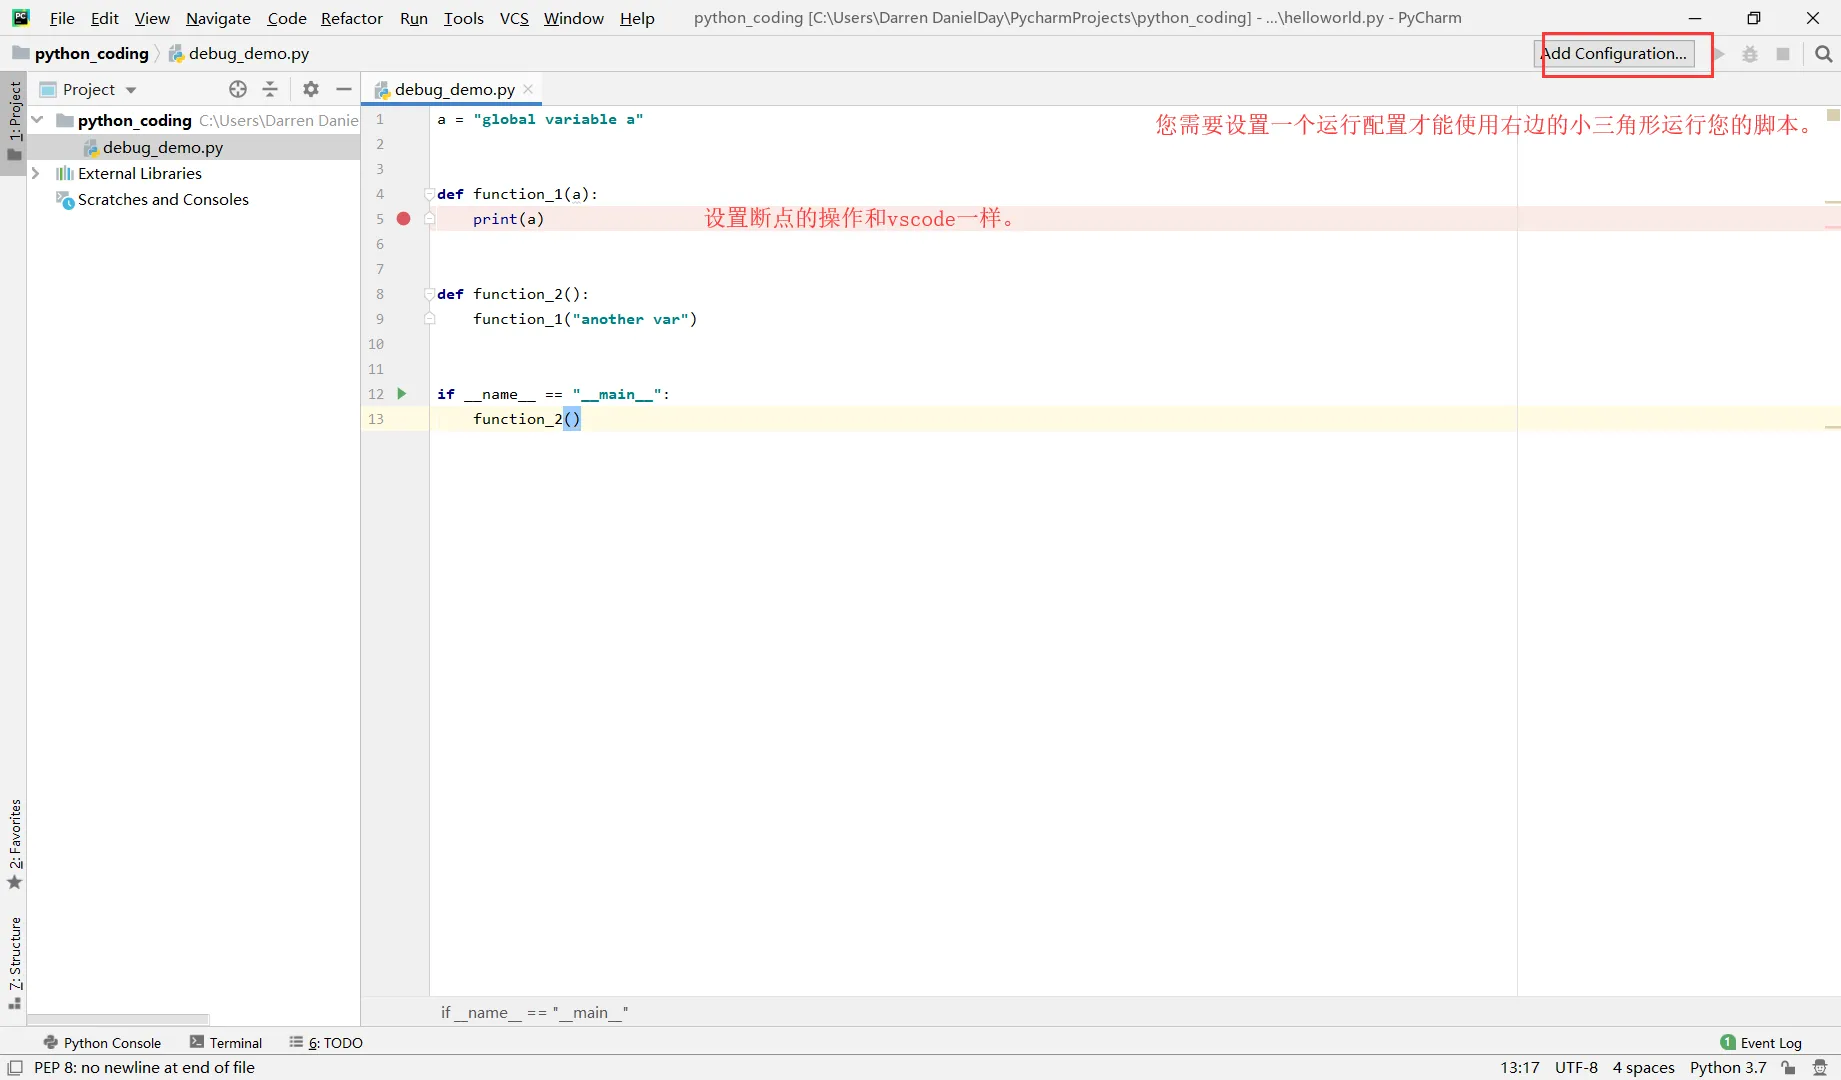 File Edit View Navigate Code Refactor Run Tools VCS Window Help python_coding [C:\Users\Darren DanielDay\PycharmProjects\python_coding] - ...\helloworld.py - PyCharm
python_coding debug_demo.py Add Configuration...
1: Project
Project
debug_demo.py
python_coding C:\Users\Darren Danie
debug_demo.py
External Libraries
Scratches and Consoles
1 a = "global variable a"
您需要设置一个运行配置才能使用右边的小三角形运行您的脚本。
2
3
4 def function_1(a):
5 print(a) 设置断点的操作和vscode一样。
6
7
8 def function_2():
9 function_1("another var")
10
11
12 if __name__ == "__main__":
13 function_2()
2: Favorites
7: Structure
if __name__ == "__main__"
Python Console Terminal 6: TODO 1 Event Log
PEP 8: no newline at end of file 13:17 UTF-8 4 spaces Python 3.7